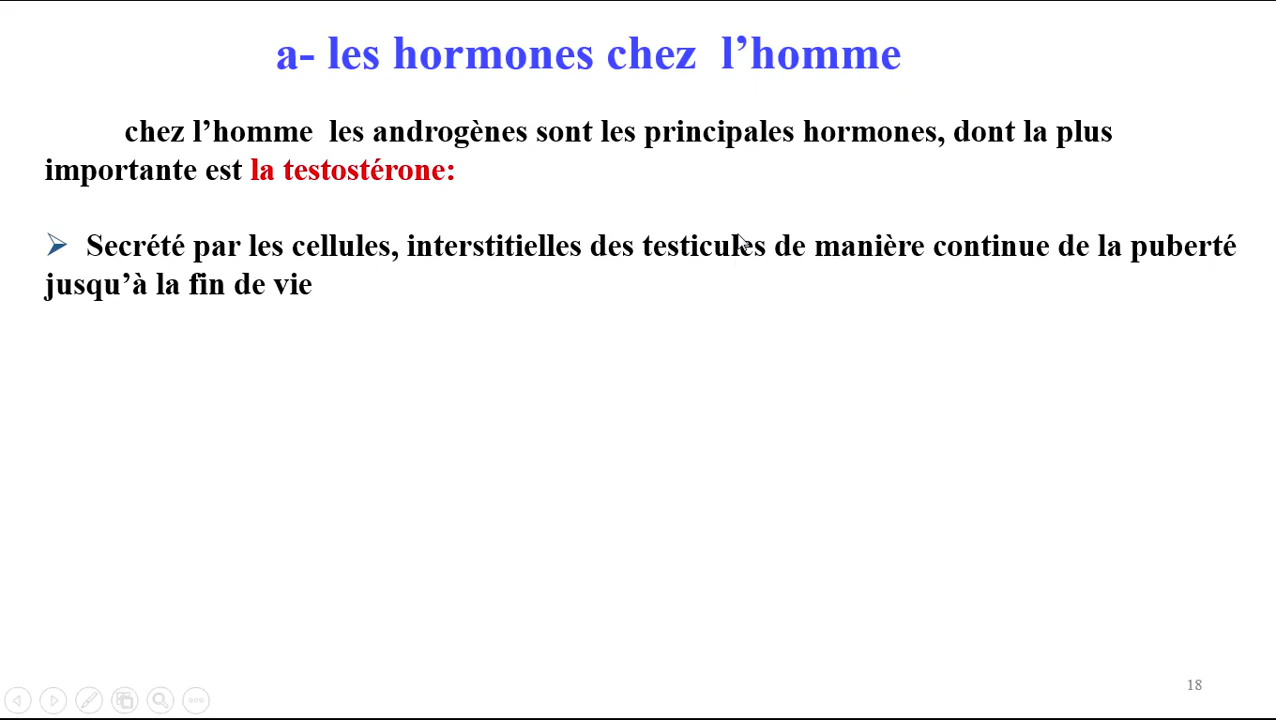 a- les hormones chez l’homme
chez l’homme les androgènes sont les principales hormones, dont la plus
importante est la testostérone:
➢ Secrété par les cellules, interstitielles des testicules de manière continue de la puberté
jusqu’à la fin de vie
18